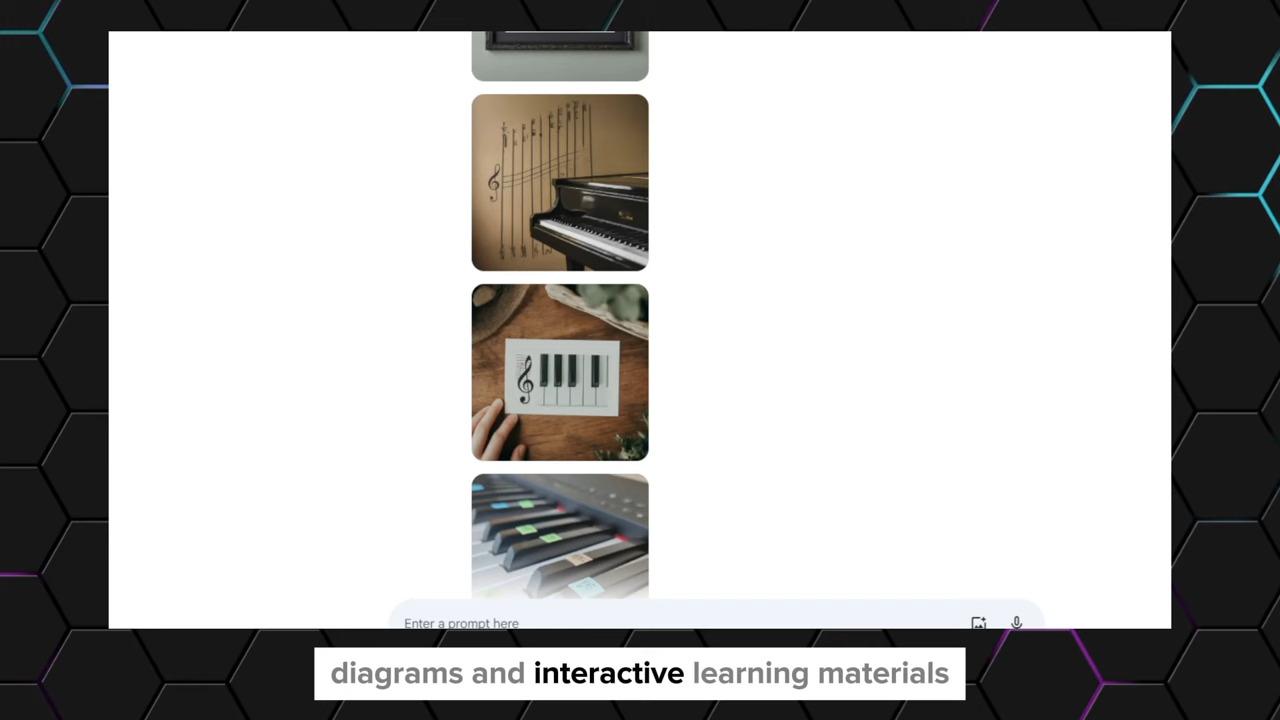 Enter a prompt here
diagrams and interactive learning materials